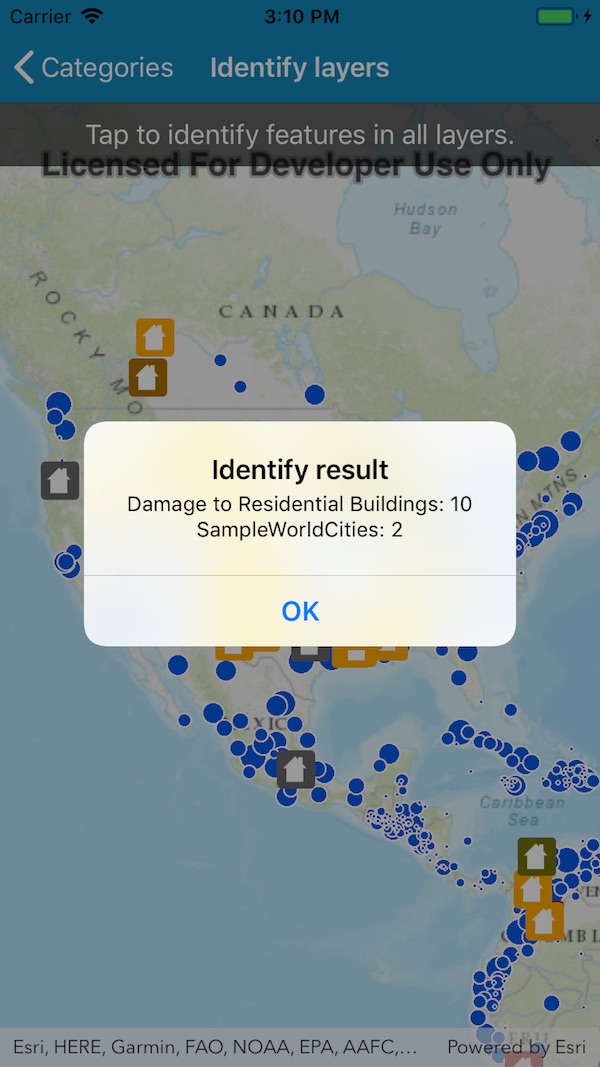 Carrier 3:10 PM
Categories Identify layers
Tap to identify features in all layers.
Licensed For Developer Use Only
Hudson
Bay
CANADA
ROCKY MO
Identify result
Damage to Residential Buildings: 10
SampleWorldCities: 2
OK
N MTNS
Caribbean
Sea
Esri, HERE, Garmin, FAO, NOAA, EPA, AAFC,... Powered by Esri